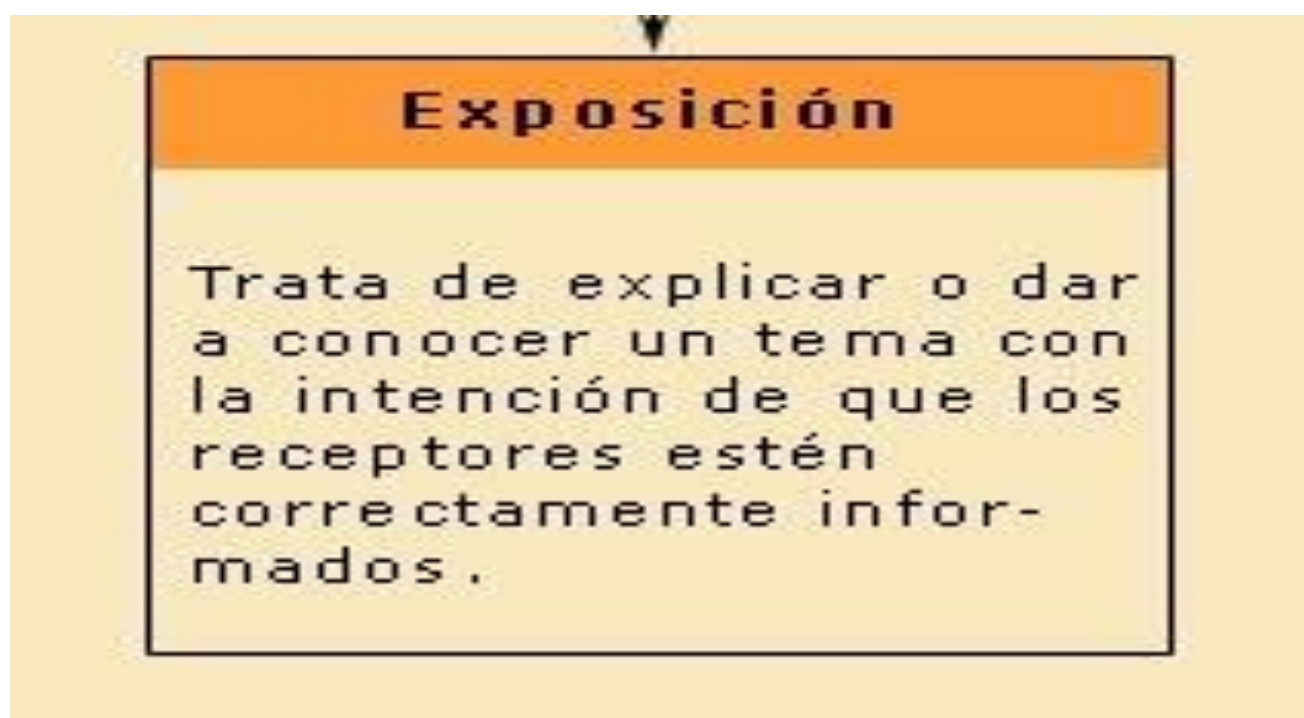 Exposición
Trata de explicar o dar
a conocer un tema con
la intención de que los
receptores estén
correctamente infor-
mados.